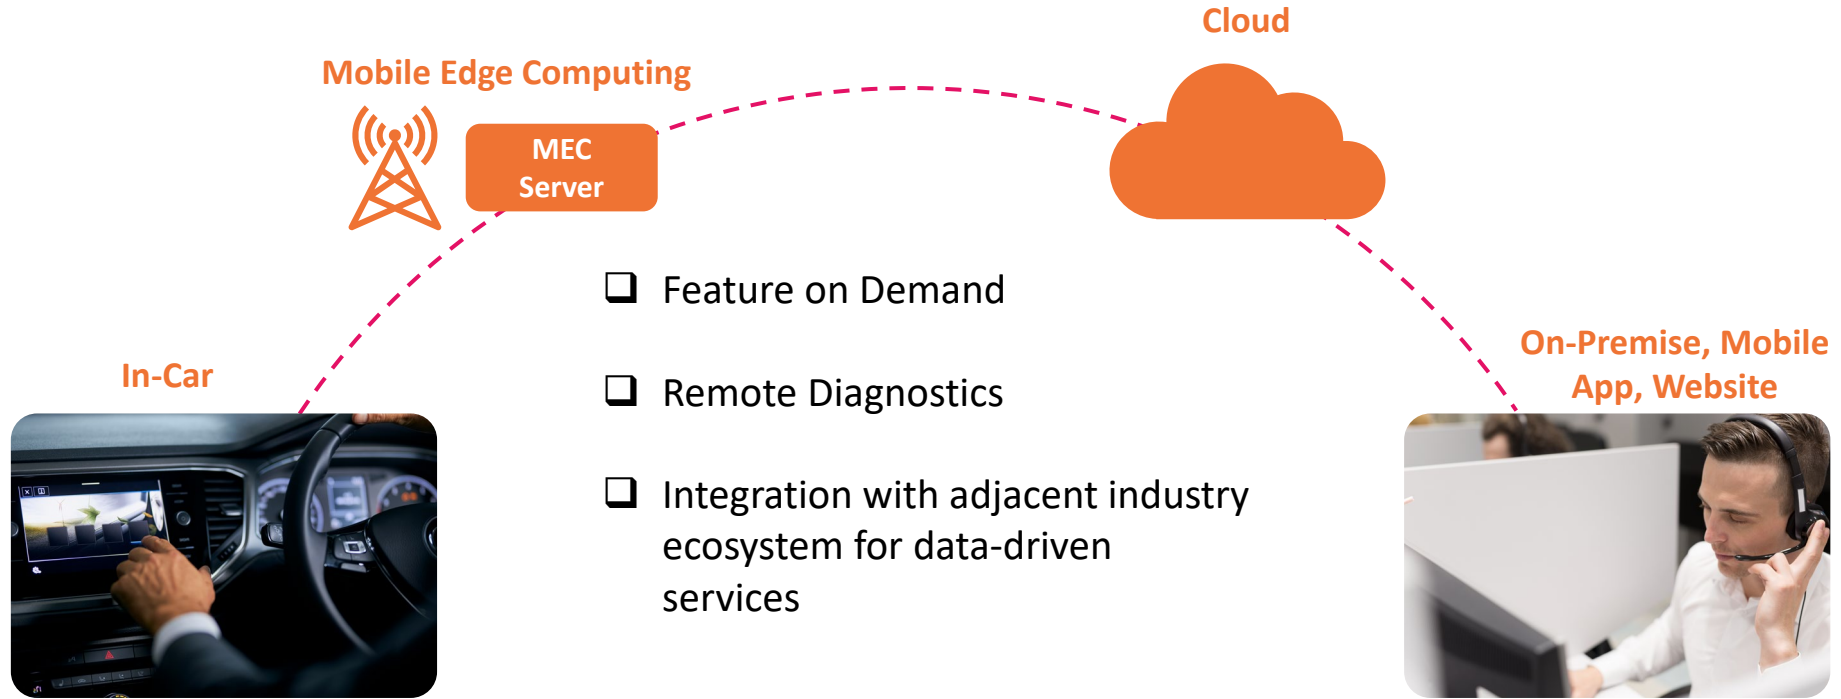 Cloud
Mobile Edge Computing
MEC
Server
Feature on Demand
On-Premise, Mobile
App, Website
In-Car
Remote Diagnostics
Integration with adjacent industry
ecosystem for data-driven
services